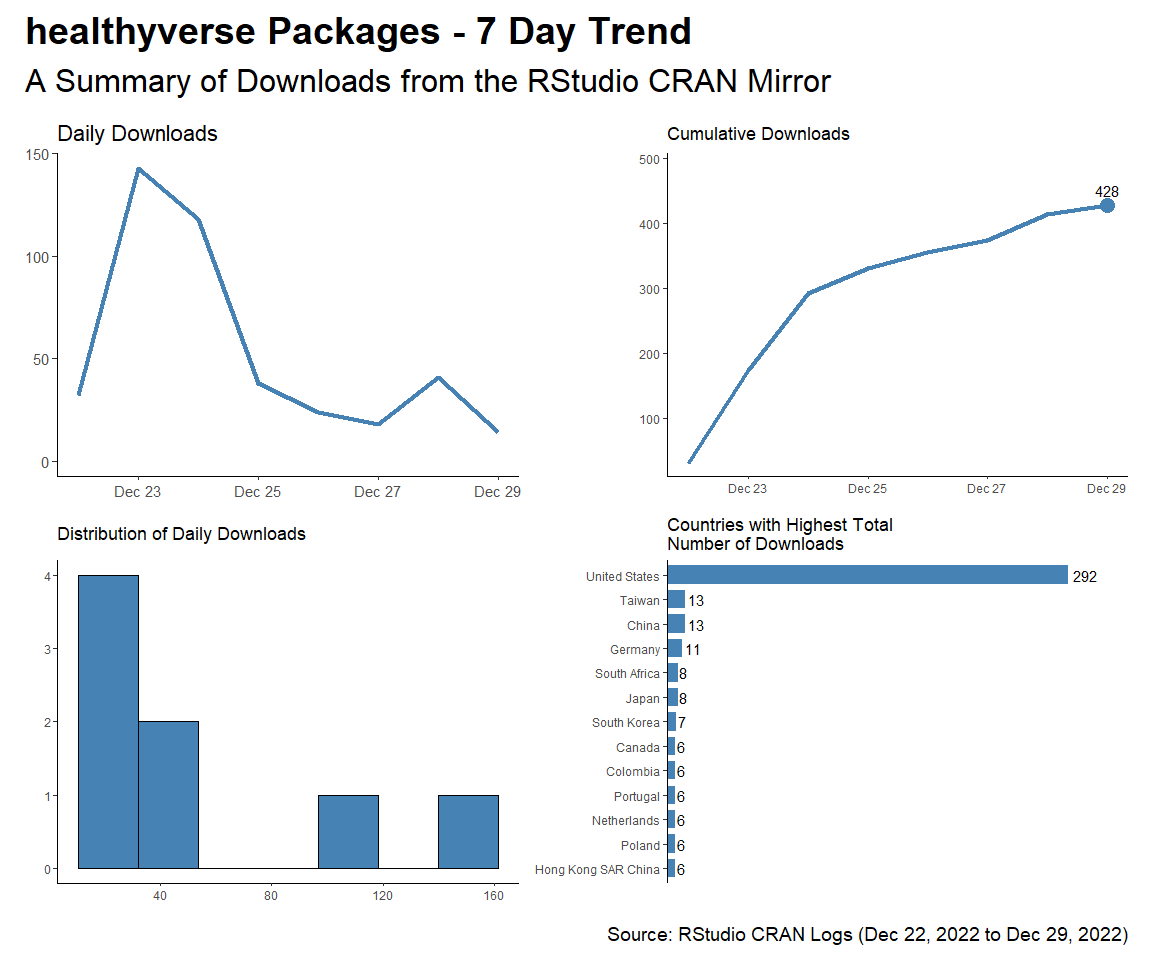 healthyverse Packages - 7 Day Trend
A Summary of Downloads from the RStudio CRAN Mirror
Daily Downloads
150
100
50
0
Dec 23 Dec 25 Dec 27 Dec 29
Cumulative Downloads
500
400
300
200
100
428
Dec 23 Dec 25 Dec 27 Dec 29
Distribution of Daily Downloads
4
3
2
1
0
40 80 120 160
Countries with Highest Total
Number of Downloads
United States 292
Taiwan 13
China 13
Germany 11
South Africa 8
Japan 8
South Korea 7
Canada 6
Colombia 6
Portugal 6
Netherlands 6
Poland 6
Hong Kong SAR China 6
Source: RStudio CRAN Logs (Dec 22, 2022 to Dec 29, 2022)